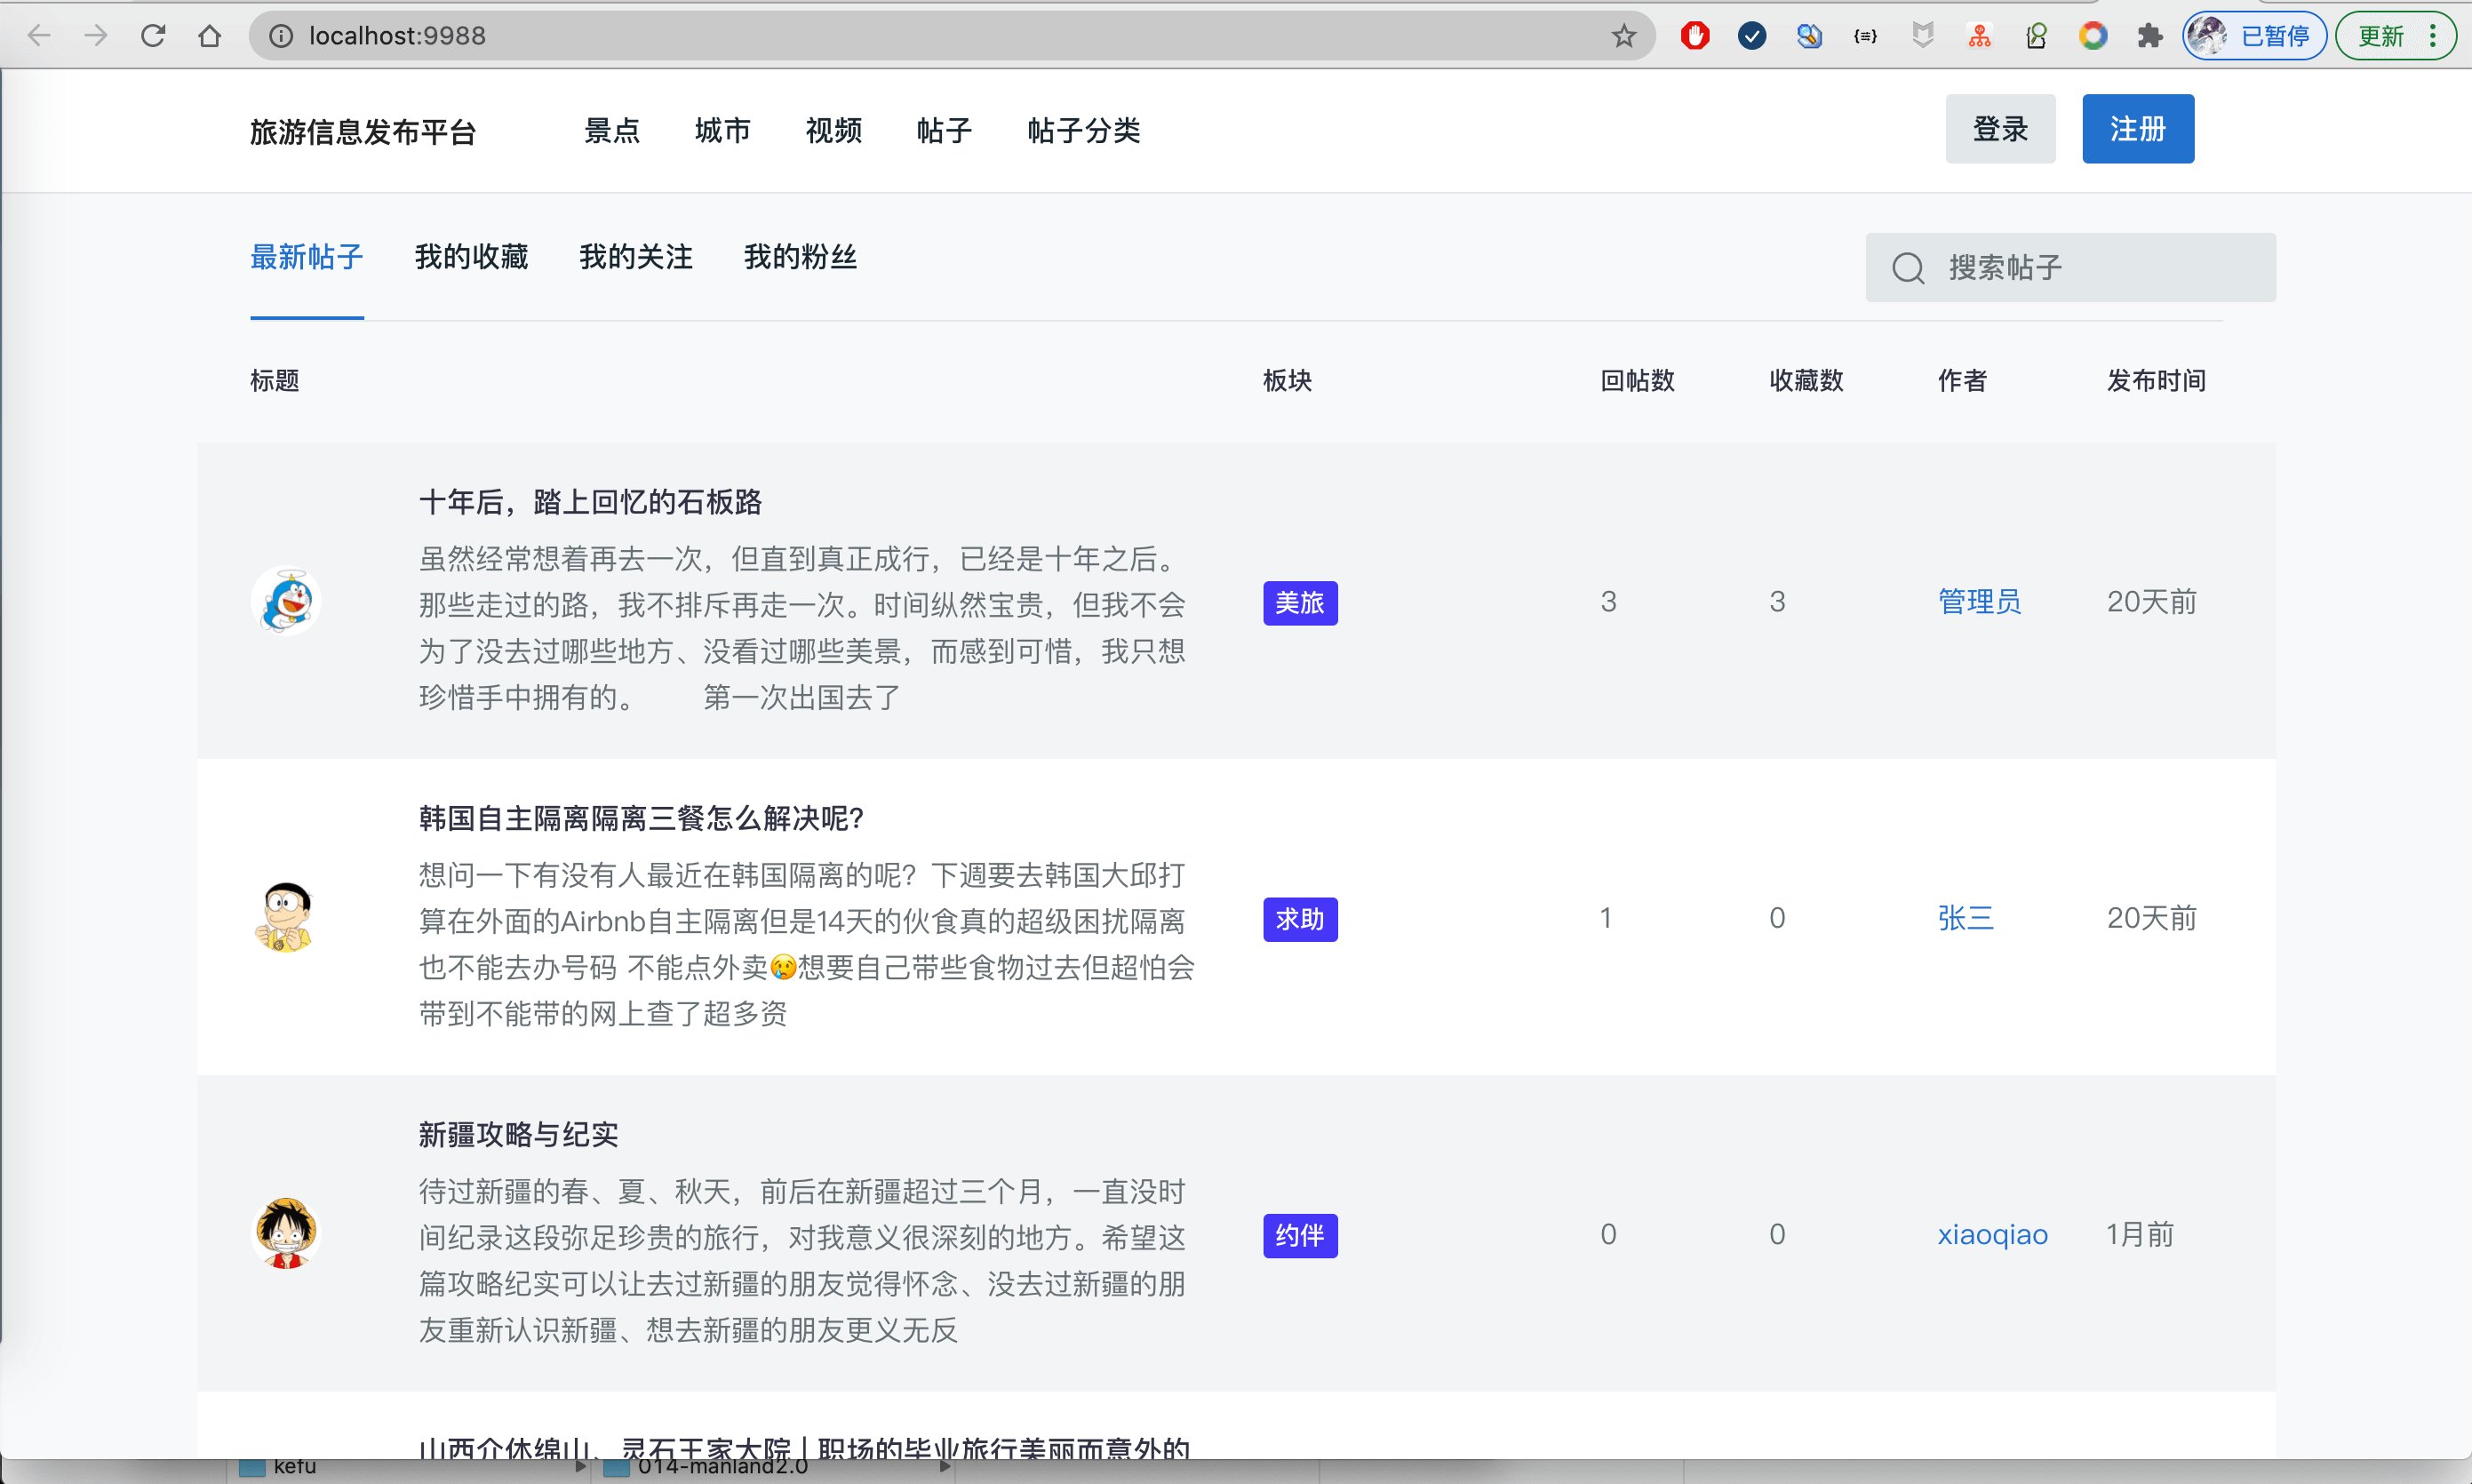 localhost:9988
已暂停
更新
旅游信息发布平台
景点
城市
视频
帖子
帖子分类
登录
注册
最新帖子
我的收藏
我的关注
我的粉丝
搜索帖子
标题
板块
回帖数
收藏数
作者
发布时间
十年后，踏上回忆的石板路
虽然经常想着再去一次，但直到真正成行，已经是十年之后。
那些走过的路，我不排斥再走一次。时间纵然宝贵，但我不会
为了没去过哪些地方、没看过哪些美景，而感到可惜，我只想
珍惜手中拥有的。　　第一次出国去了
美旅
3
3
管理员
20天前
韩国自主隔离隔离三餐怎么解决呢？
想问一下有没有人最近在韩国隔离的呢？下週要去韩国大邱打
算在外面的Airbnb自主隔离但是14天的伙食真的超级困扰隔离
也不能去办号码 不能点外卖😢想要自己带些食物过去但超怕会
带到不能带的网上查了超多资
求助
1
0
张三
20天前
新疆攻略与纪实
待过新疆的春、夏、秋天，前后在新疆超过三个月，一直没时
间纪录这段弥足珍贵的旅行，对我意义很深刻的地方。希望这
篇攻略纪实可以让去过新疆的朋友觉得怀念、没去过新疆的朋
友重新认识新疆、想去新疆的朋友更义无反
约伴
0
0
xiaoqiao
1月前
山西介休绵山、灵石王家大院｜职场的毕业旅行美丽而意外的
kefu
014-manland2.0